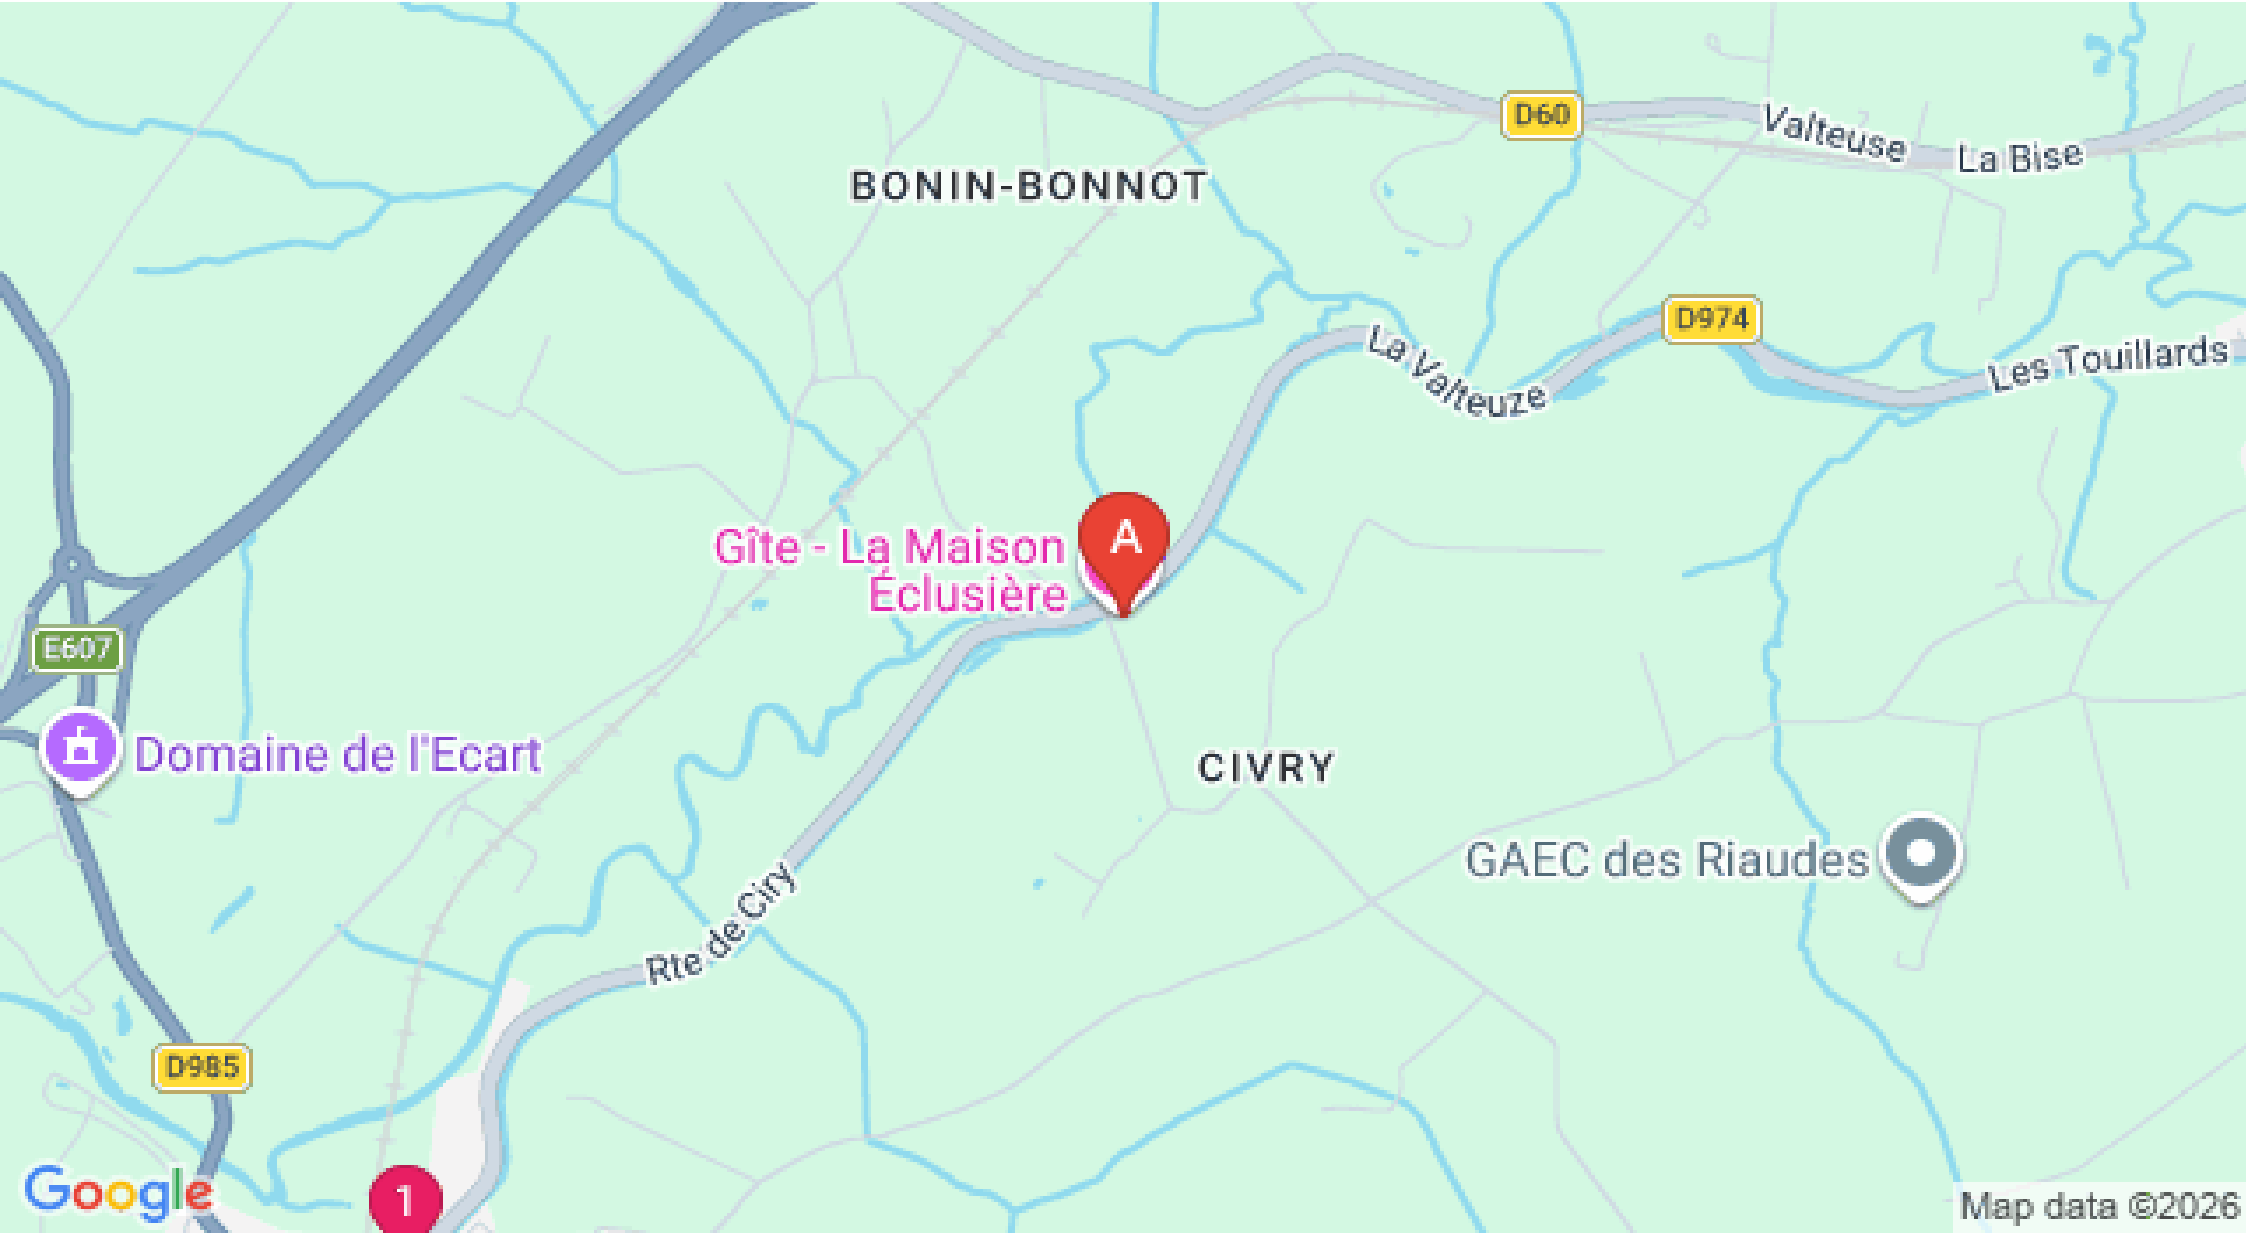 D60
Valteuse
La Bise
BONIN-BONNOT
D974
La Valteuze
Les Touillards
A
Gîte - La Maison
Éclusière
E607
Domaine de l'Ecart
CIVRY
GAEC des Riaudes
Rte de Ciry
D985
1
Google
Map data ©2026